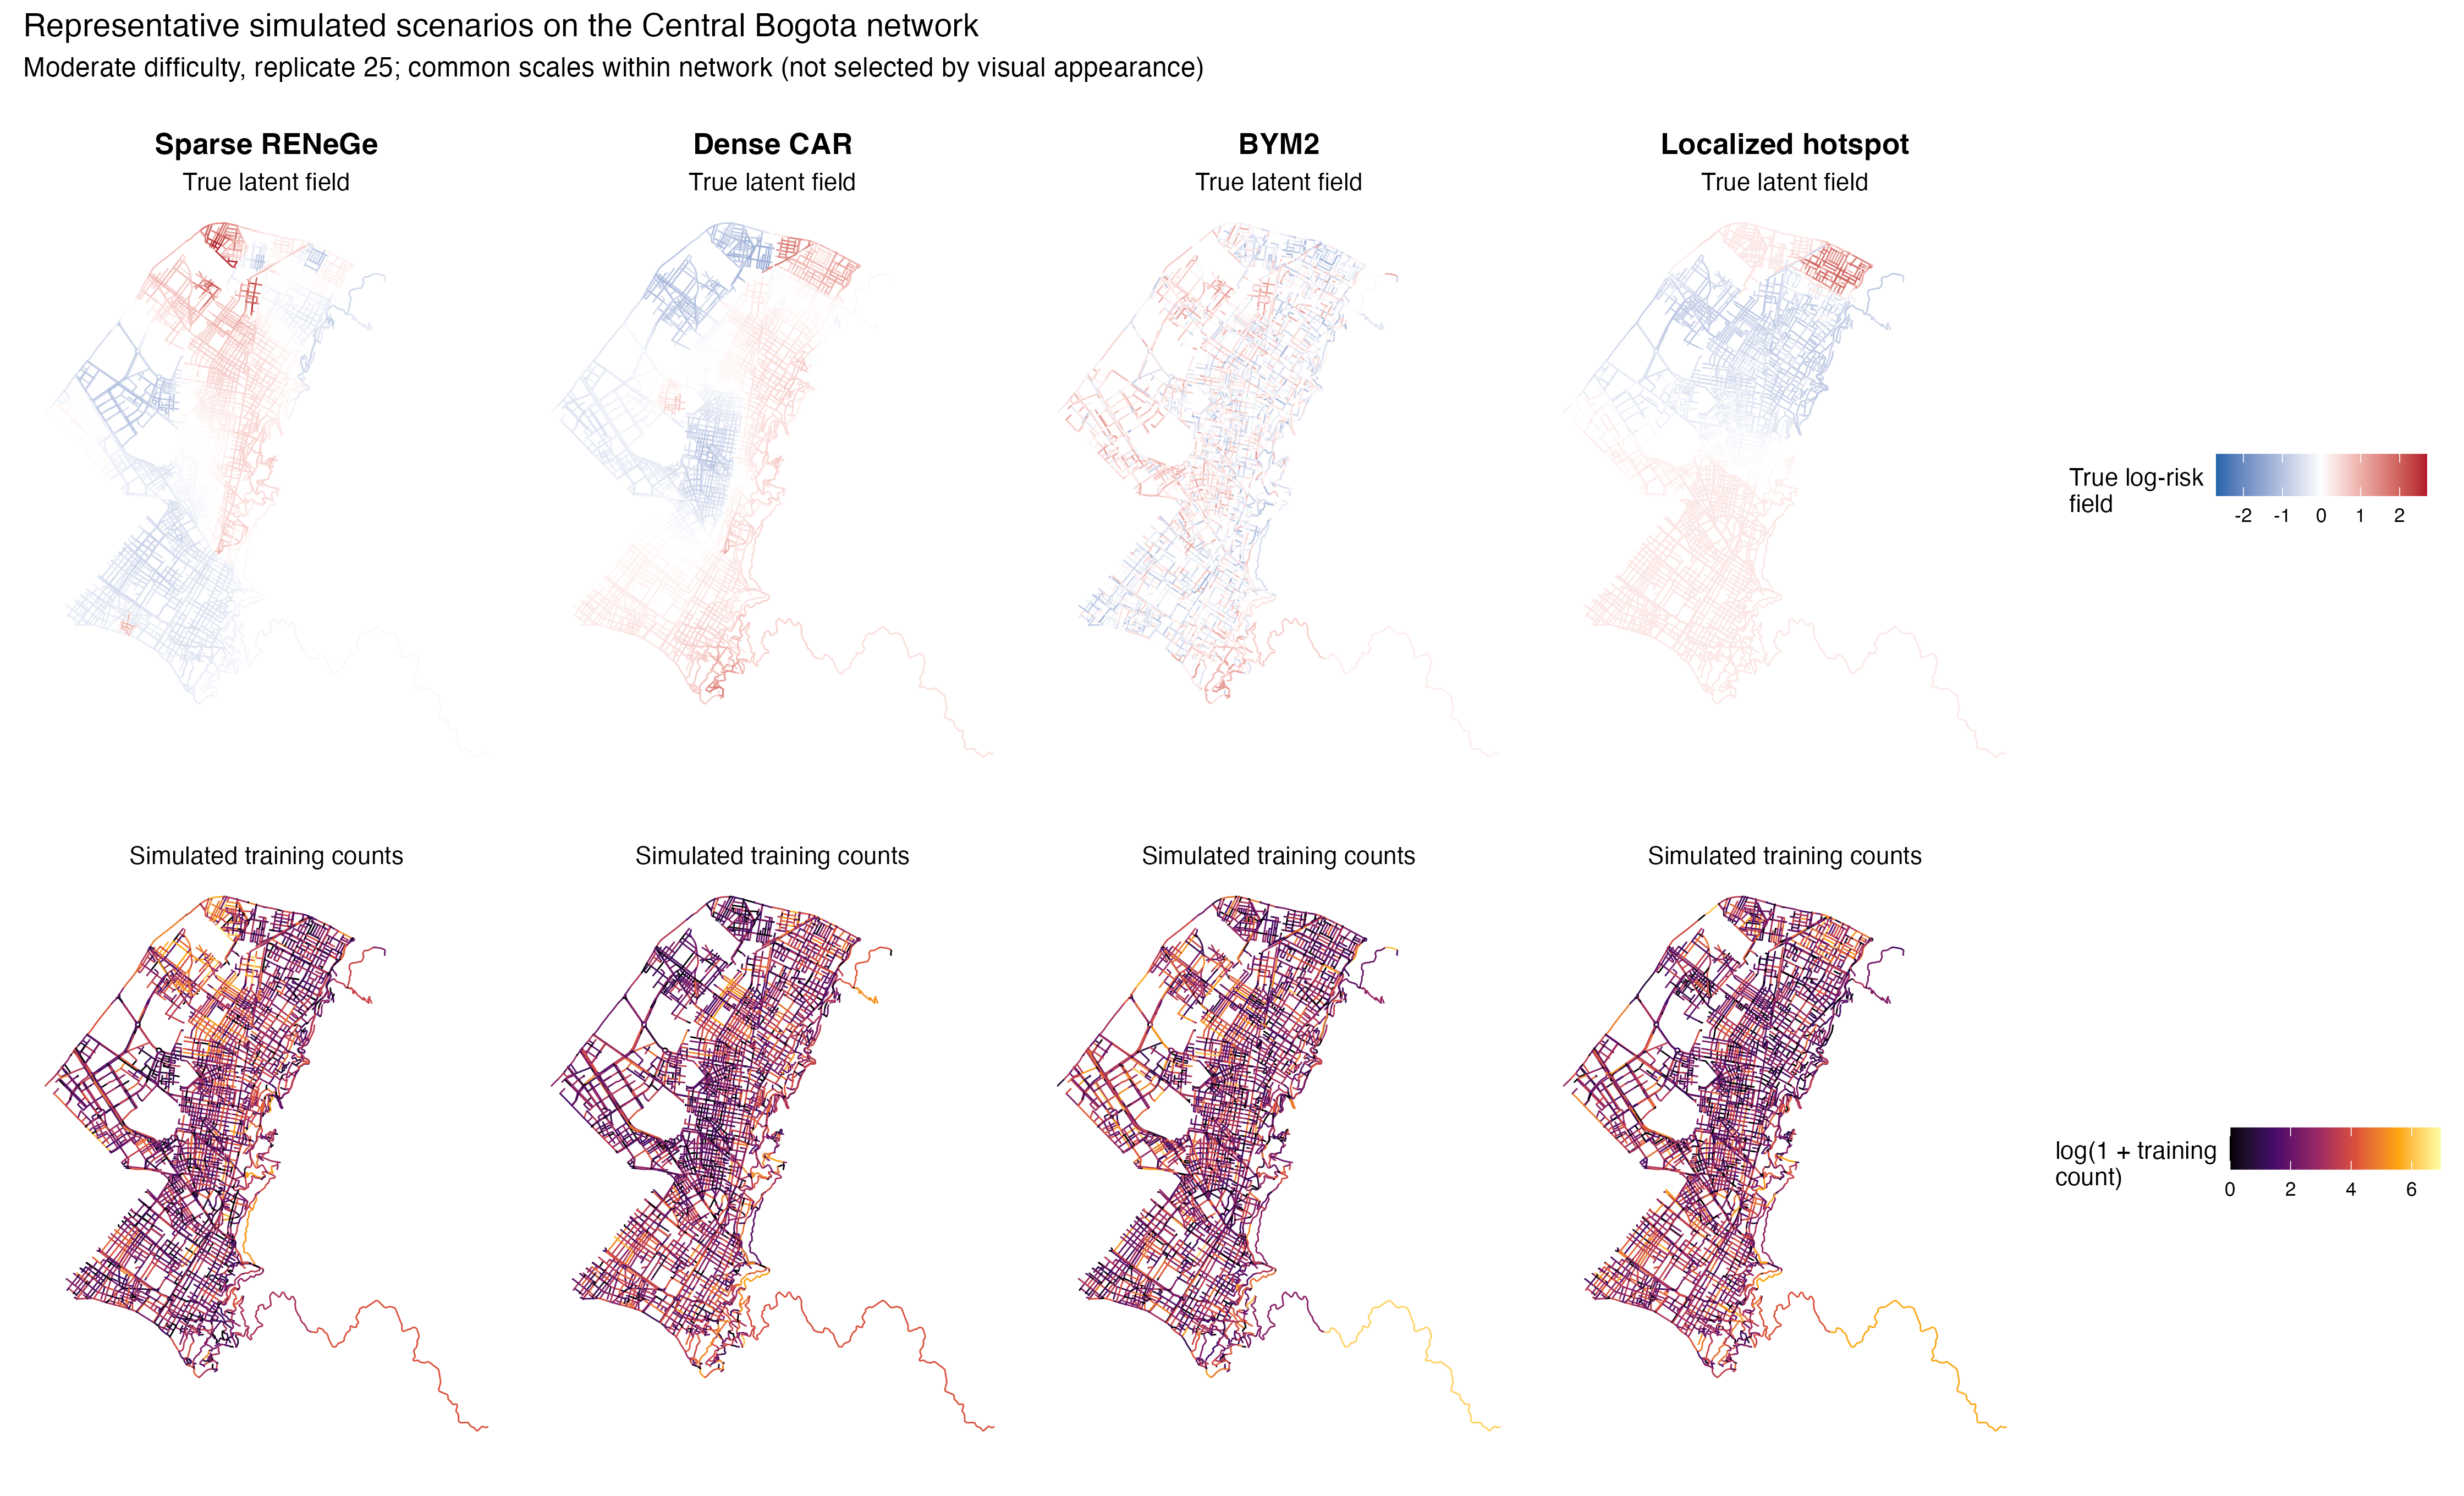 Representative simulated scenarios on the Central Bogota network
Moderate difficulty, replicate 25; common scales within network (not selected by visual appearance)
Sparse RENeGe
Dense CAR
BYM2
Localized hotspot
True latent field
True latent field
True latent field
True latent field
True log-risk
field
-2 -1 0 1 2
Simulated training counts
Simulated training counts
Simulated training counts
Simulated training counts
log(1 + training
count)
0 2 4 6